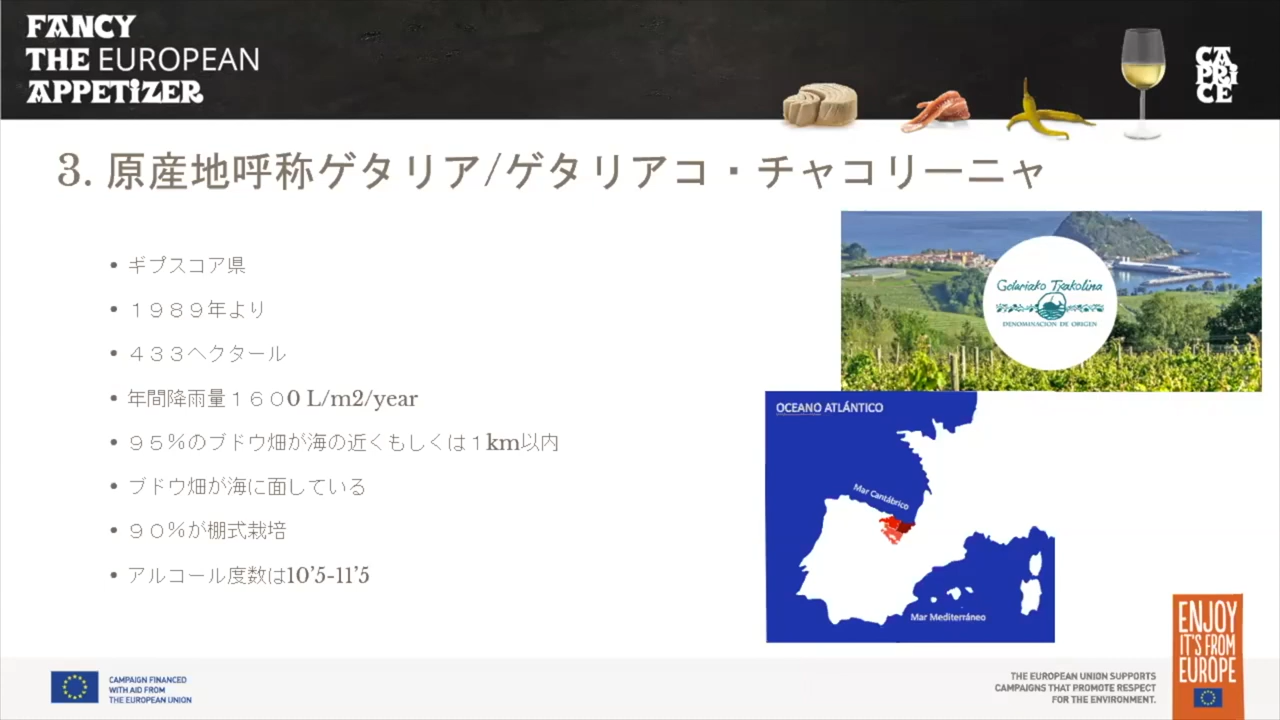 FANCY
THE EUROPEAN
APPETiZER
CA
PRi
CE
3. 原産地呼称ゲタリア/ゲタリアコ・チャコリーニャ
• ギプスコア県
• １９８９年より
• ４３３ヘクタール
• 年間降雨量１６０0 L/m2/year
• ９５％のブドウ畑が海の近くもしくは１km以内
• ブドウ畑が海に面している
• ９０％が棚式栽培
• アルコール度数は10’5-11’5
Getariako Txakolina
DENOMINACION DE ORIGEN
OCEANO ATLÁNTICO
Mar Cantábrico
Mar Mediterráneo
CAMPAIGN FINANCED
WITH AID FROM
THE EUROPEAN UNION
THE EUROPEAN UNION SUPPORTS
CAMPAIGNS THAT PROMOTE RESPECT
FOR THE ENVIRONMENT.
ENJOY
IT'S FROM
EUROPE